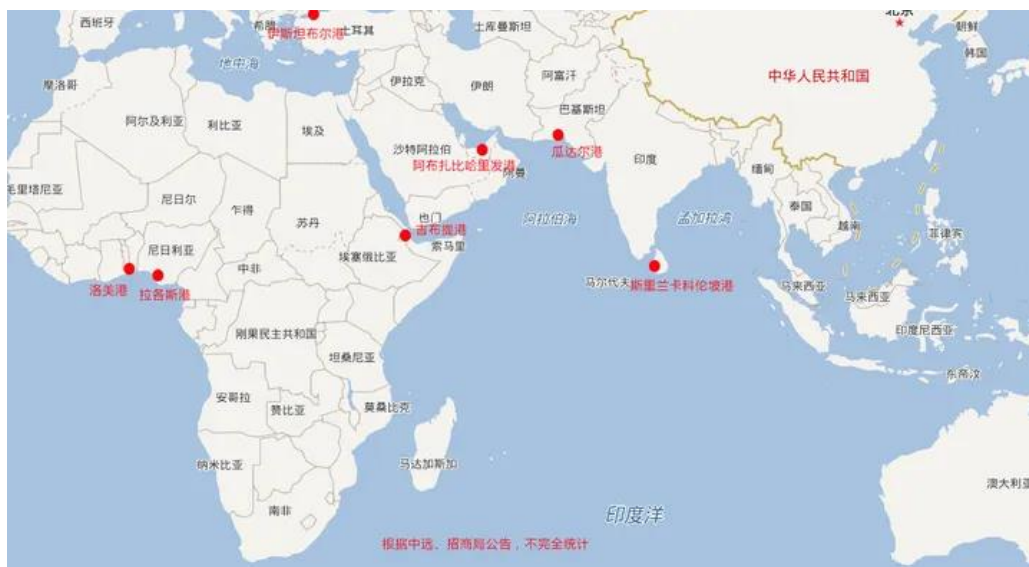 北京
西班牙
希腊
土耳其
土库曼斯坦
朝鲜
伊斯坦布尔港
韩国
地中海
阿富汗
中华人民共和国
摩洛哥
伊拉克
伊朗
巴基斯坦
阿尔及利亚
利比亚
埃及
沙特阿拉伯
瓜达尔港
印度
阿布扎比哈里发港
缅甸
阿曼
毛里塔尼亚
尼日尔
乍得
苏丹
也门
阿拉伯海
孟加拉湾
泰国
越南
吉布提港
菲律宾
尼日利亚
索马里
埃塞俄比亚
中非
马尔代夫
斯里兰卡科伦坡港
马来西亚
马来西亚
洛美港
拉各斯港
刚果民主共和国
印度尼西亚
坦桑尼亚
东帝汶
安哥拉
赞比亚
莫桑比克
纳米比亚
马达加斯加
澳大利亚
南非
印度洋
根据中远、招商局公告，不完全统计